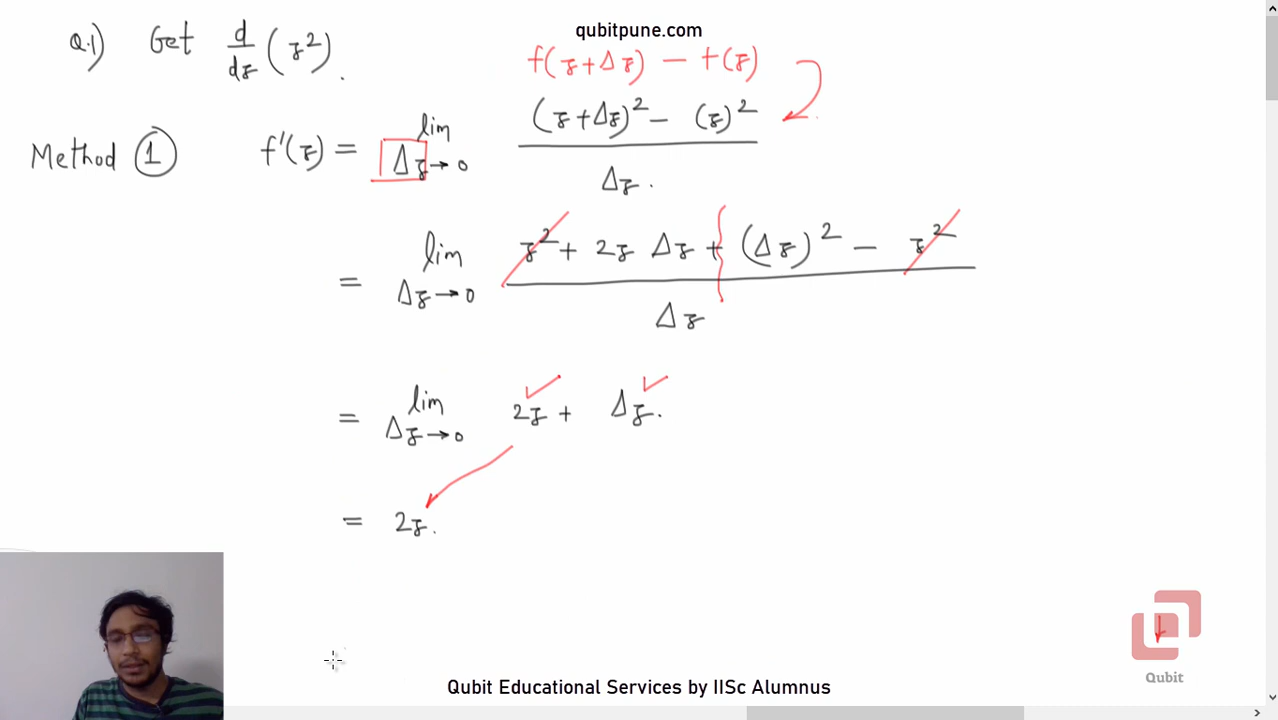 qubitpune.com
Q.1) Get d/dz (z²).
f(z+Δz) − f(z)
Method ① f'(z) = lim Δz→0 (z+Δz)² − (z)² / Δz.
= lim Δz→0 z² + 2z Δz + (Δz)² − z² / Δz
= lim Δz→0 2z + Δz.
= 2z.
Qubit
Qubit Educational Services by IISc Alumnus